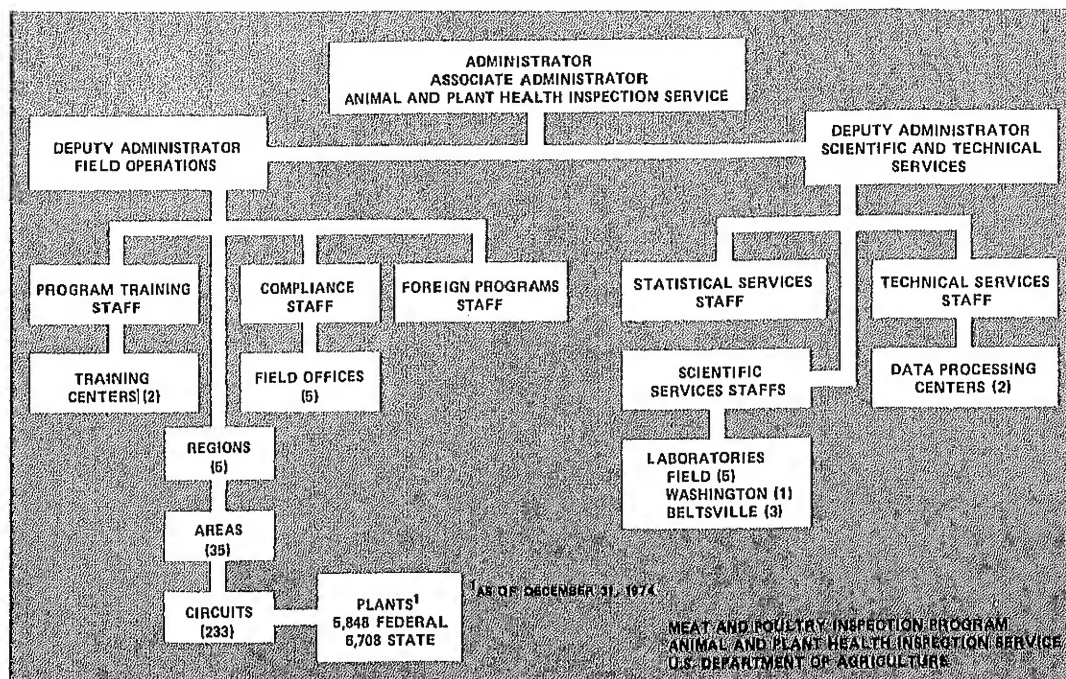 ADMINISTRATOR
ASSOCIATE ADMINISTRATOR
ANIMAL AND PLANT HEALTH INSPECTION SERVICE
DEPUTY ADMINISTRATOR
FIELD OPERATIONS
DEPUTY ADMINISTRATOR
SCIENTIFIC AND TECHNICAL
SERVICES
PROGRAM TRAINING
STAFF
COMPLIANCE
STAFF
FOREIGN PROGRAMS
STAFF
STATISTICAL SERVICES
STAFF
TECHNICAL SERVICES
STAFF
TRAINING
CENTERS (2)
FIELD OFFICES
(5)
SCIENTIFIC
SERVICES STAFFS
DATA PROCESSING
CENTERS (2)
REGIONS
(5)
LABORATORIES
FIELD (5)
WASHINGTON (1)
BELTSVILLE (3)
AREAS
(35)
CIRCUITS
(233)
PLANTS¹
5,848 FEDERAL
6,708 STATE
¹AS OF DECEMBER 31, 1974
MEAT AND POULTRY INSPECTION PROGRAM
ANIMAL AND PLANT HEALTH INSPECTION SERVICE
U.S. DEPARTMENT OF AGRICULTURE